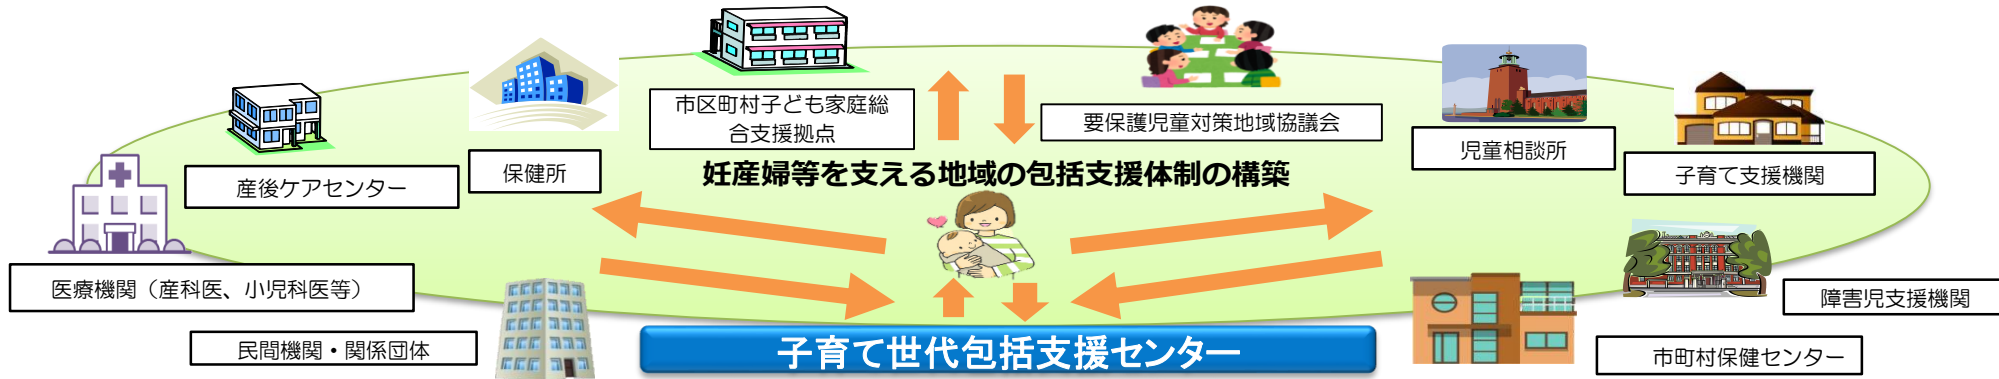 市区町村子ども家庭総
合支援拠点
要保護児童対策地域協議会
児童相談所
子育て支援機関
保健所
産後ケアセンター
妊産婦等を支える地域の包括支援体制の構築
医療機関（産科医、小児科医等）
障害児支援機関
民間機関・関係団体
子育て世代包括支援センター
市町村保健センター